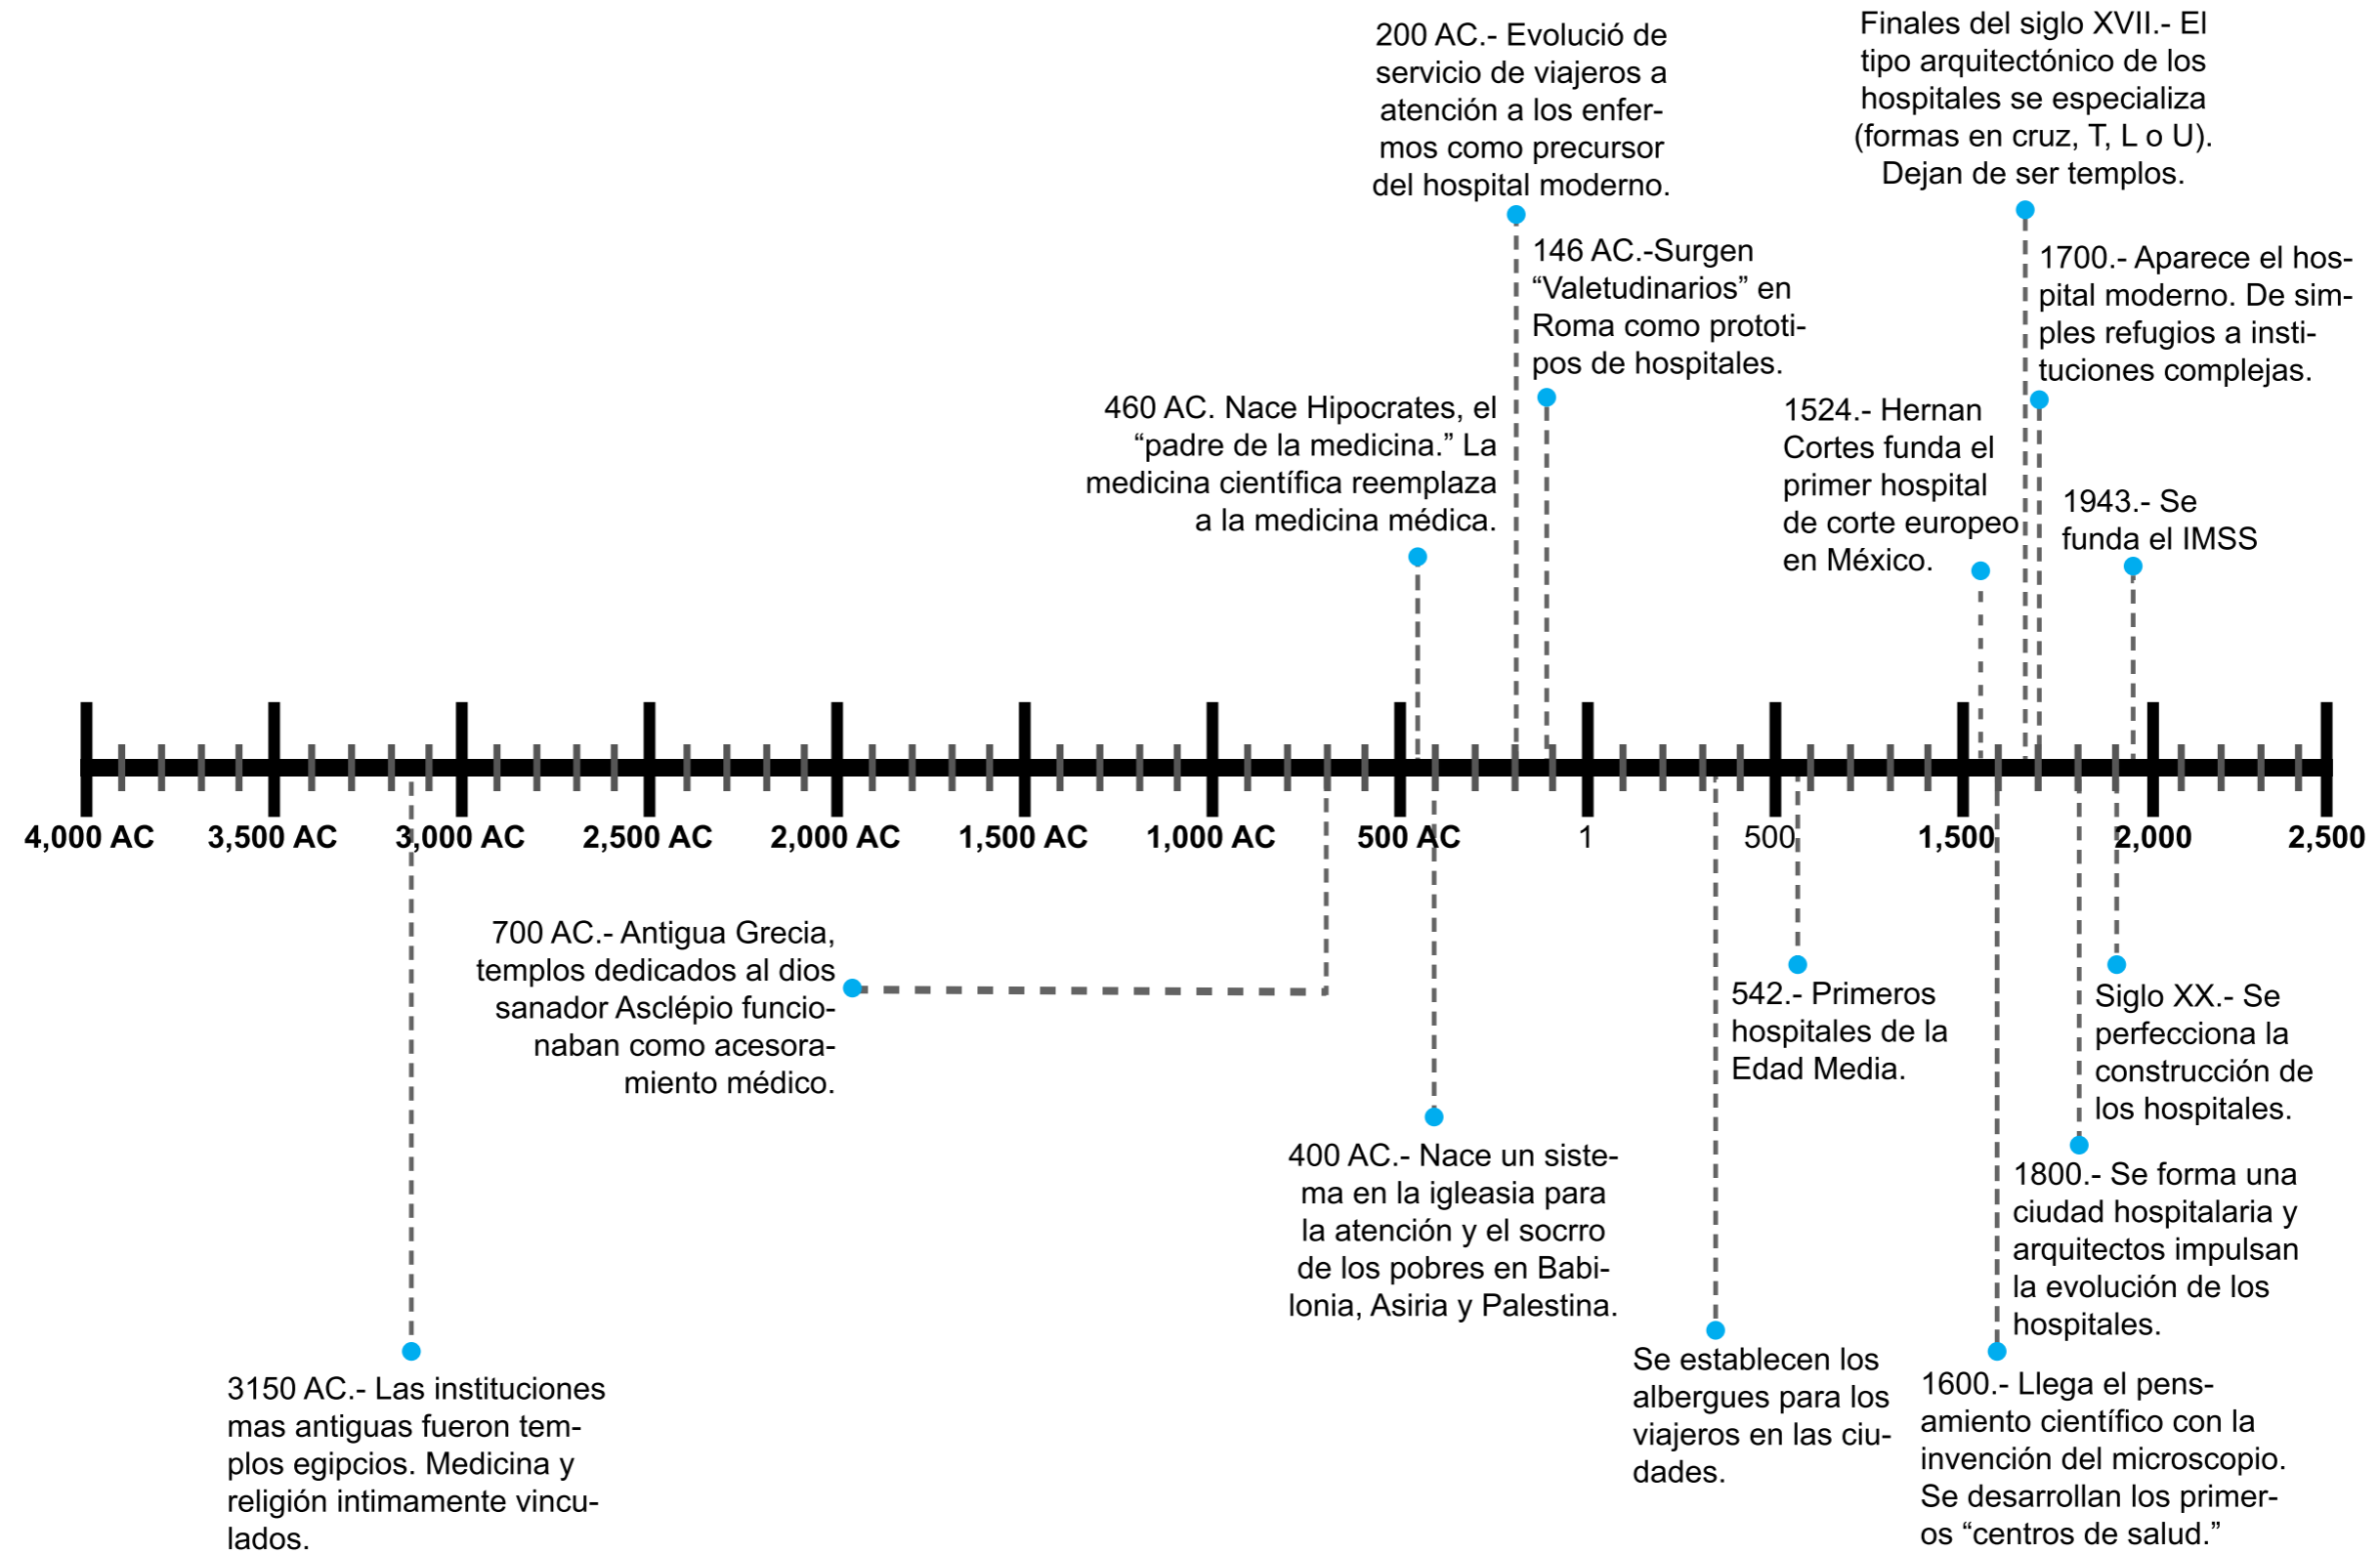 200 AC.- Evolució de
servicio de viajeros a
atención a los enfer-
mos como precursor
del hospital moderno.
Finales del siglo XVII.- El
tipo arquitectónico de los
hospitales se especializa
(formas en cruz, T, L o U).
Dejan de ser templos.
146 AC.-Surgen
“Valetudinarios” en
Roma como prototi-
pos de hospitales.
1700.- Aparece el hos-
pital moderno. De sim-
ples refugios a insti-
tuciones complejas.
460 AC. Nace Hipocrates, el
“padre de la medicina.” La
medicina científica reemplaza
a la medicina médica.
1524.- Hernan
Cortes funda el
primer hospital
de corte europeo
en México.
1943.- Se
funda el IMSS
4,000 AC 3,500 AC 3,000 AC 2,500 AC 2,000 AC 1,500 AC 1,000 AC 500 AC 1 500 1,500 2,000 2,500
700 AC.- Antigua Grecia,
templos dedicados al dios
sanador Asclépio funcio-
naban como acesora-
miento médico.
542.- Primeros
hospitales de la
Edad Media.
Siglo XX.- Se
perfecciona la
construcción de
los hospitales.
400 AC.- Nace un siste-
ma en la igleasia para
la atención y el socrro
de los pobres en Babi-
lonia, Asiria y Palestina.
1800.- Se forma una
ciudad hospitalaria y
arquitectos impulsan
la evolución de los
hospitales.
3150 AC.- Las instituciones
mas antiguas fueron tem-
plos egipcios. Medicina y
religión intimamente vincu-
lados.
Se establecen los
albergues para los
viajeros en las ciu-
dades.
1600.- Llega el pens-
amiento científico con la
invención del microscopio.
Se desarrollan los primer-
os “centros de salud.”